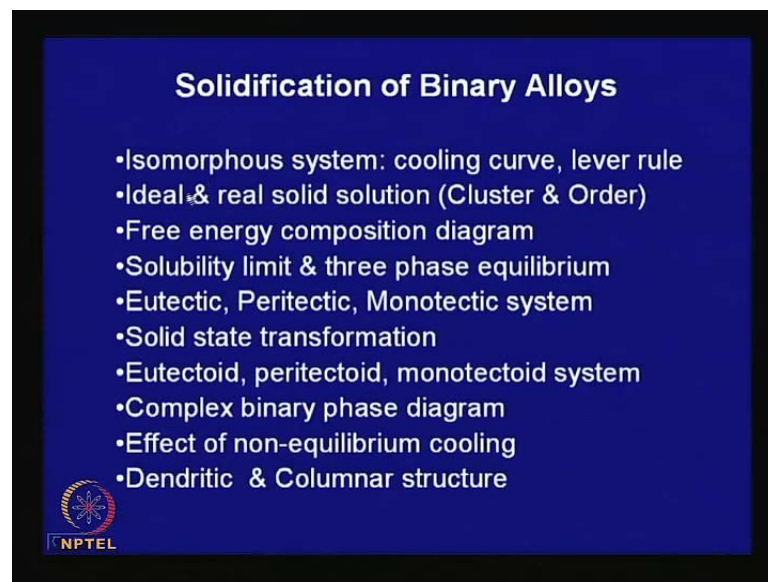 Solidification of Binary Alloys
•Isomorphous system: cooling curve, lever rule
•Ideal & real solid solution (Cluster & Order)
•Free energy composition diagram
•Solubility limit & three phase equilibrium
•Eutectic, Peritectic, Monotectic system
•Solid state transformation
•Eutectoid, peritectoid, monotectoid system
•Complex binary phase diagram
•Effect of non-equilibrium cooling
•Dendritic & Columnar structure
NPTEL